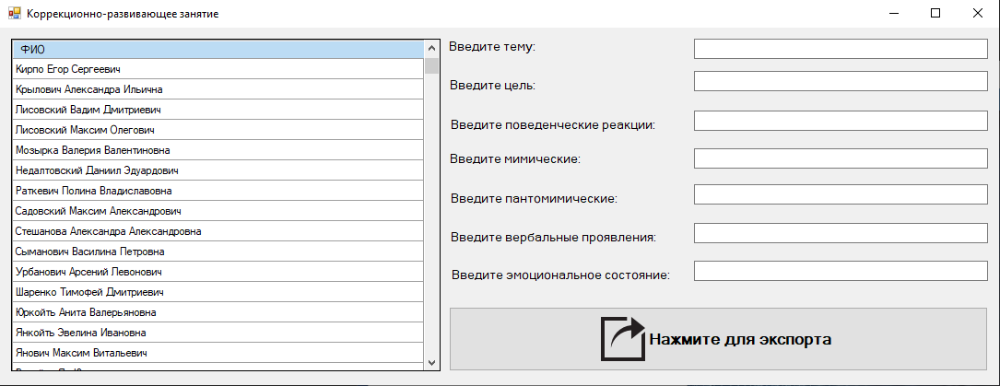 Коррекционно-развивающее занятие
ФИО
Кирпо Егор Сергеевич
Крылович Александра Ильична
Лисовский Вадим Дмитриевич
Лисовский Максим Олегович
Мозырка Валерия Валентиновна
Недалтовский Даниил Эдуардович
Раткевич Полина Владиславовна
Садовский Максим Александрович
Стешанова Александра Александровна
Сыманович Василина Петровна
Урбанович Арсений Левонович
Шаренко Тимофей Дмитриевич
Юркойть Анита Валерьяновна
Янкойть Эвелина Ивановна
Янович Максим Витальевич
Введите тему:
Введите цель:
Введите поведенческие реакции:
Введите мимические:
Введите пантомимические:
Введите вербальные проявления:
Введите эмоциональное состояние:
Нажмите для экспорта